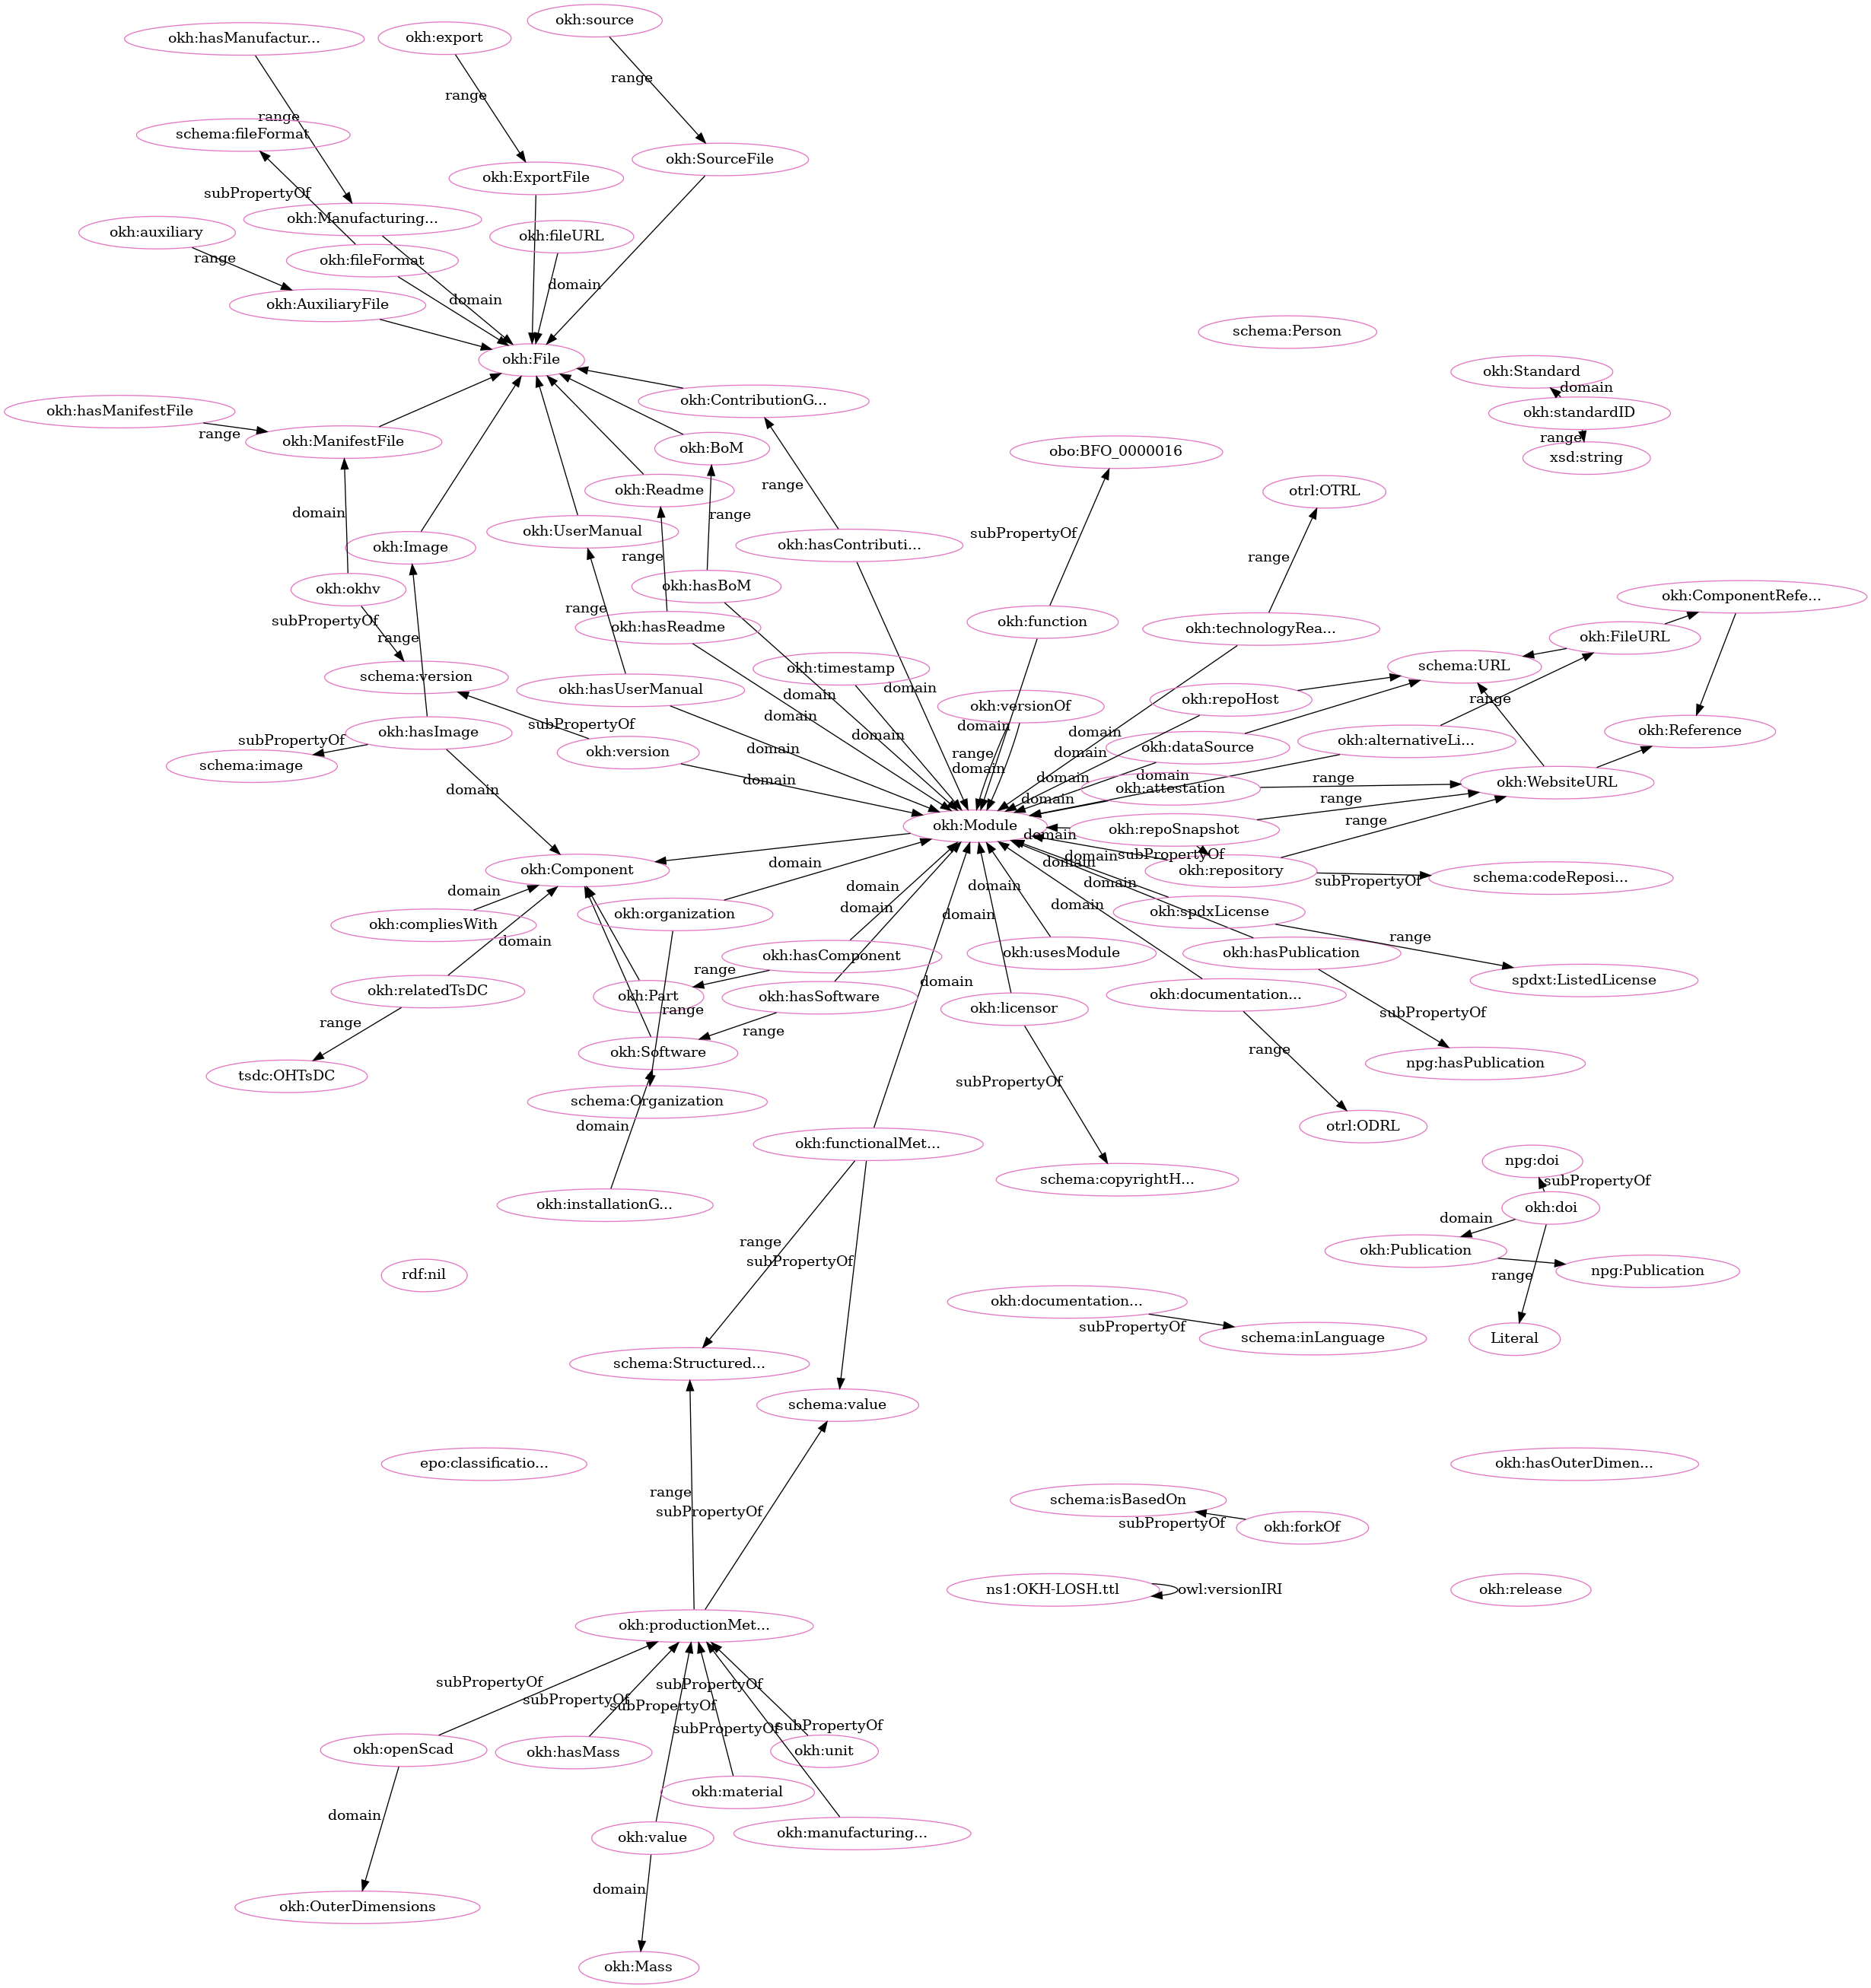 okh:source
okh:hasManufactur...
okh:export
range
range
range
schema:fileFormat
okh:SourceFile
okh:ExportFile
subPropertyOf
okh:Manufacturing...
okh:auxiliary
okh:fileURL
range
okh:fileFormat
domain
okh:AuxiliaryFile
domain
schema:Person
okh:File
okh:Standard
domain
okh:ContributionG...
okh:hasManifestFile
okh:standardID
range
okh:ManifestFile
range
okh:BoM
obo:BFO_0000016
xsd:string
range
okh:Readme
otrl:OTRL
domain
range
okh:UserManual
subPropertyOf
okh:Image
okh:hasContributi...
range
range
okh:okhv
okh:hasBoM
okh:ComponentRefe...
range
subPropertyOf
okh:hasReadme
okh:function
okh:technologyRea...
okh:FileURL
range
okh:timestamp
schema:URL
schema:version
okh:hasUserManual
domain
domain
okh:versionOf
okh:repoHost
range
subPropertyOf
domain
domain
domain
domain
okh:hasImage
subPropertyOf
okh:version
domain
range
domain
okh:dataSource
okh:alternativeLi...
okh:Reference
schema:image
domain
domain
domain
domain
range
okh:WebsiteURL
domain
domain
okh:attestation
range
okh:Module
okh:repoSnapshot
domain
subPropertyOf
range
okh:Component
domain
domain
domain
okh:repository
subPropertyOf
schema:codeReposi...
domain
domain
domain
domain
okh:compliesWith
okh:organization
domain
domain
domain
okh:spdxLicense
range
domain
okh:hasComponent
okh:usesModule
okh:hasPublication
range
domain
spdxt:ListedLicense
okh:relatedTsDC
okh:Part
okh:hasSoftware
okh:licensor
okh:documentation...
range
range
range
subPropertyOf
okh:Software
range
tsdc:OHTsDC
subPropertyOf
npg:hasPublication
schema:Organization
domain
otrl:ODRL
okh:functionalMet...
npg:doi
schema:copyrightH...
subPropertyOf
okh:installationG...
okh:doi
domain
range
subPropertyOf
okh:Publication
rdf:nil
range
npg:Publication
okh:documentation...
subPropertyOf
schema:inLanguage
Literal
schema:Structured...
schema:value
epo:classificatio...
okh:hasOuterDimen...
range
schema:isBasedOn
subPropertyOf
subPropertyOf
okh:forkOf
ns1:OKH-LOSH.ttl
owl:versionIRI
okh:release
okh:productionMet...
subPropertyOf
subPropertyOf
subPropertyOf
subPropertyOf
subPropertyOf
subPropertyOf
okh:openScad
okh:hasMass
okh:unit
okh:material
domain
okh:value
okh:manufacturing...
domain
okh:OuterDimensions
okh:Mass